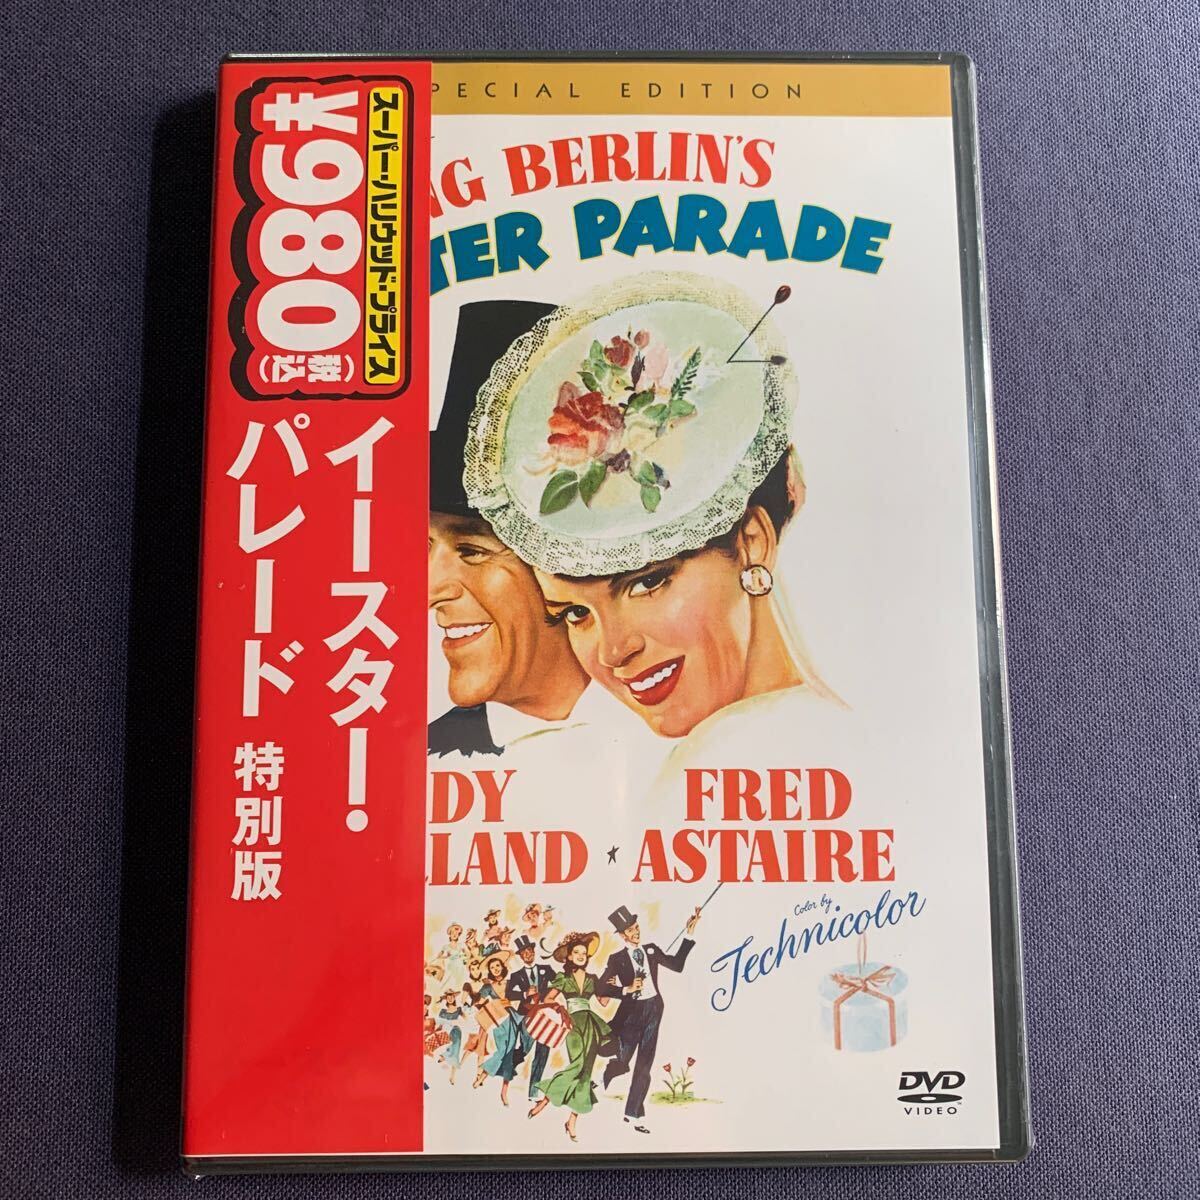 スーパー・ハリウッド・プライス
¥980
(税込)
イースター・
パレード 特別版
PECIAL EDITION
NG BERLIN'S
TER PARADE
DY
LAND
FRED
ASTAIRE
Color by
Technicolor
DVD
VIDEO